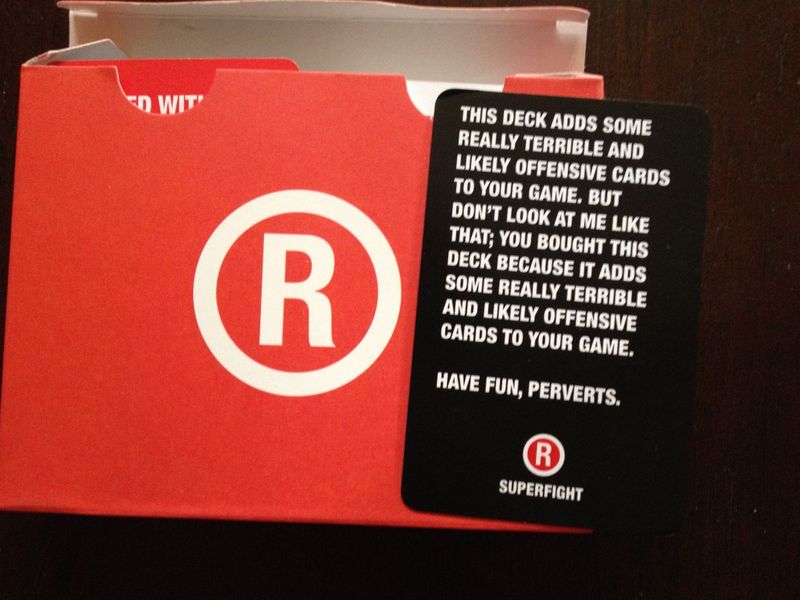 ED WITH
R
THIS DECK ADDS SOME
REALLY TERRIBLE AND
LIKELY OFFENSIVE CARDS
TO YOUR GAME. BUT
DON'T LOOK AT ME LIKE
THAT; YOU BOUGHT THIS
DECK BECAUSE IT ADDS
SOME REALLY TERRIBLE
AND LIKELY OFFENSIVE
CARDS TO YOUR GAME.
HAVE FUN, PERVERTS.
R
SUPERFIGHT